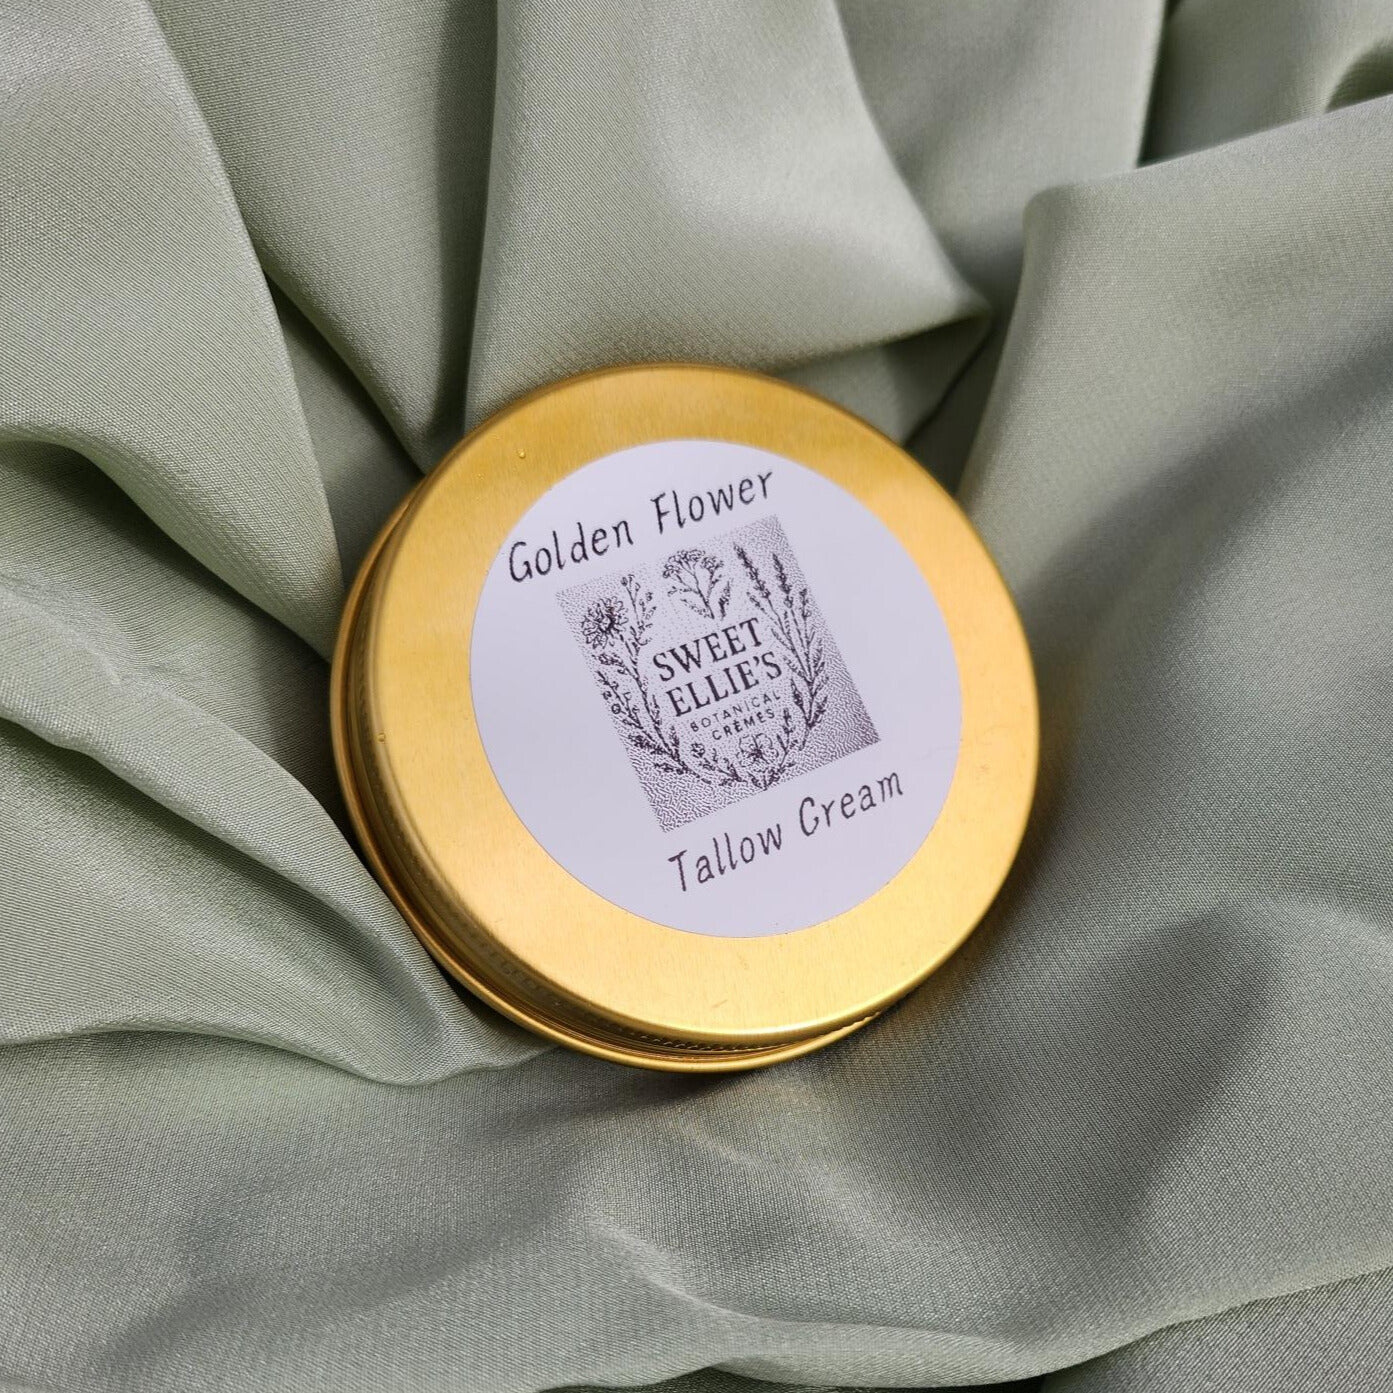 Golden Flower
SWEET
ELLIE'S
BOTANICAL
CRÈMES
Tallow Cream